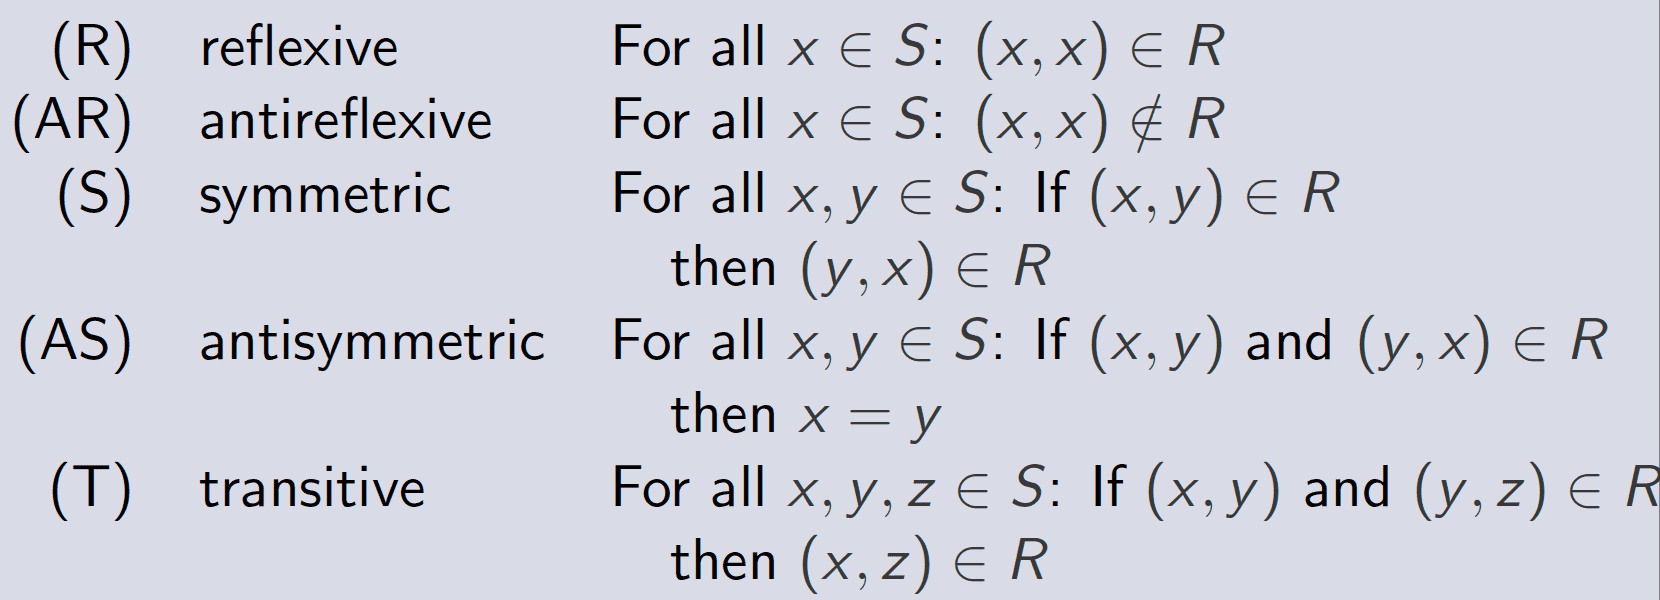 (R) reflexive For all x ∈ S: (x, x) ∈ R
(AR) antireflexive For all x ∈ S: (x, x) ∉ R
(S) symmetric For all x, y ∈ S: If (x, y) ∈ R
then (y, x) ∈ R
(AS) antisymmetric For all x, y ∈ S: If (x, y) and (y, x) ∈ R
then x = y
(T) transitive For all x, y, z ∈ S: If (x, y) and (y, z) ∈ R
then (x, z) ∈ R